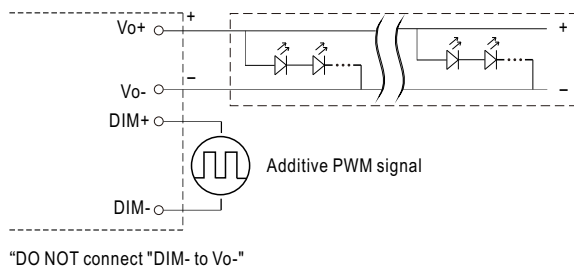 Vo+
+
+
Vo-
−
−
DIM+
Additive PWM signal
DIM-
“DO NOT connect "DIM- to Vo-"